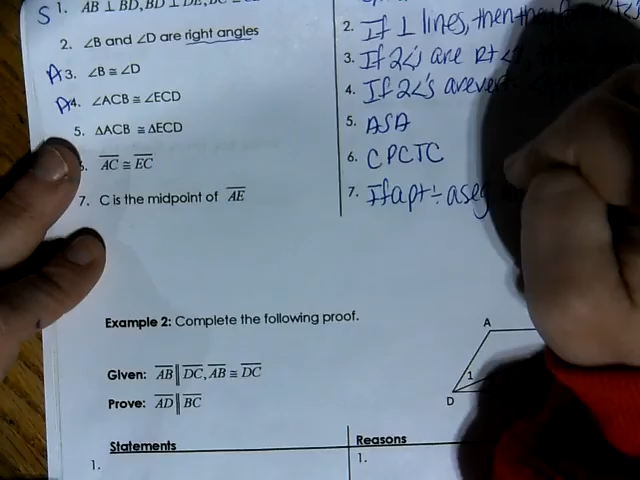 S 1. AB ⊥ BD, BD ⊥ DE,
2. ∠B and ∠D are right angles
A 3. ∠B ≅ ∠D
A 4. ∠ACB ≅ ∠ECD
5. ΔACB ≅ ΔECD
6. AC ≅ EC
7. C is the midpoint of AE
2. If ⊥ lines, then they
3. If 2∠'s are Rt
4. If 2∠'s are
5. ASA
6. CPCTC
7. If a pt ÷ a seg
Example 2: Complete the following proof.
Given: AB ∥ DC, AB ≅ DC
Prove: AD ∥ BC
A
1
D
Statements Reasons
1. 1.